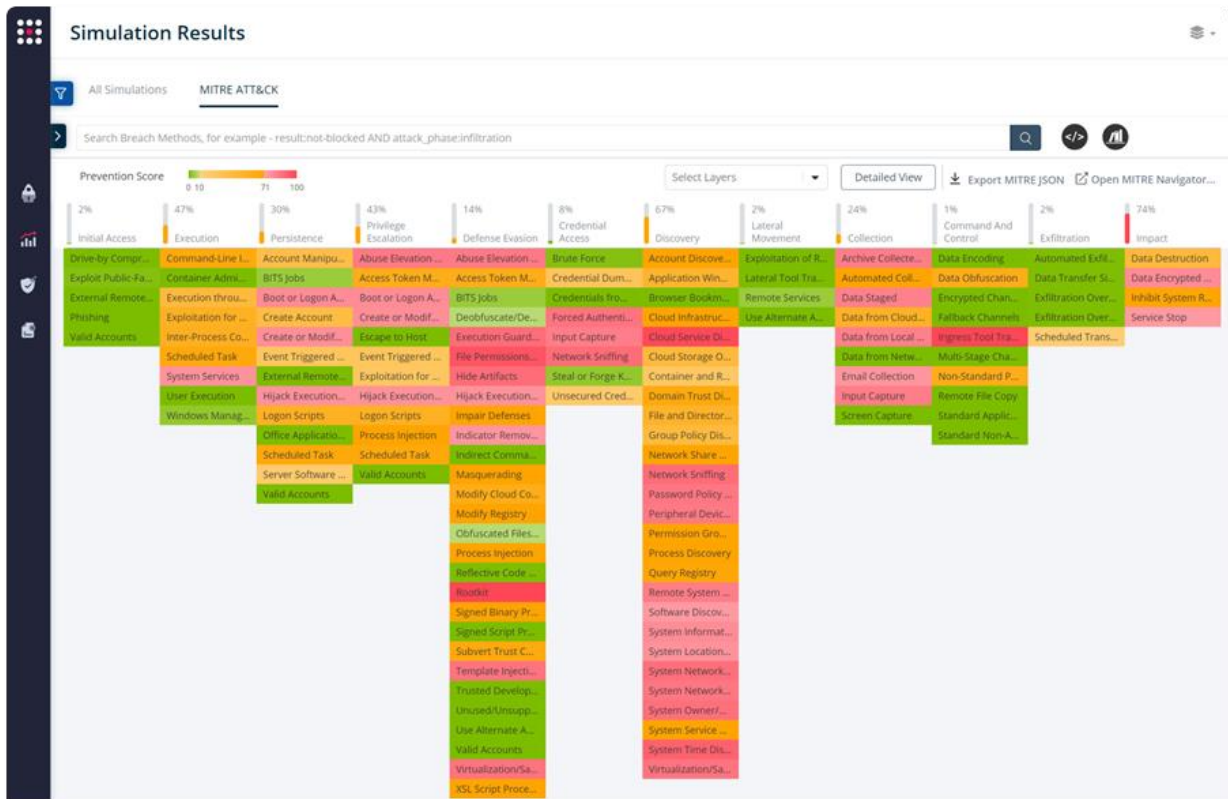 Simulation Results
All Simulations MITRE ATT&CK
Search Breach Methods, for example - result:not-blocked AND attack_phase:infiltration
Prevention Score 0 10 71 100 Select Layers Detailed View Export MITRE JSON Open MITRE Navigator...
2% 47% 30% 43% 14% 8% 67% 2% 24% 1% 2% 74%
Initial Access Execution Persistence Privilege Escalation Defense Evasion Credential Access Discovery Lateral Movement Collection Command And Control Exfiltration Impact
Drive-by Compr... Command-Line I... Account Manipu... Abuse Elevation ... Abuse Elevation ... Brute Force Account Discove... Exploitation of R... Archive Collecte... Data Encoding Automated Exfil... Data Destruction
Exploit Public-Fa... Container Admi... BITS Jobs Access Token M... Access Token M... Credential Dum... Application Win... Lateral Tool Tra... Automated Coll... Data Obfuscation Data Transfer Si... Data Encrypted ...
External Remote... Execution throu... Boot or Logon A... Boot or Logon A... BITS Jobs Credentials fro... Browser Bookm... Remote Services Data Staged Encrypted Chan... Exfiltration Over... Inhibit System R...
Phishing Exploitation for ... Create Account Create or Modif... Deobfuscate/De... Forced Authenti... Cloud Infrastruc... Use Alternate A... Data from Cloud... Fallback Channels Exfiltration Over... Service Stop
Valid Accounts Inter-Process Co... Create or Modif... Escape to Host Execution Guard... Input Capture Cloud Service Di... Data from Local ... Ingress Tool Tra... Scheduled Trans...
Scheduled Task Event Triggered ... Event Triggered ... File Permissions... Network Sniffing Cloud Storage O... Data from Netw... Multi-Stage Cha...
System Services External Remote... Exploitation for ... Hide Artifacts Steal or Forge K... Container and R... Email Collection Non-Standard P...
User Execution Hijack Execution... Hijack Execution... Hijack Execution... Unsecured Cred... Domain Trust Di... Input Capture Remote File Copy
Windows Manag... Logon Scripts Logon Scripts Impair Defenses File and Director... Screen Capture Standard Applic...
Office Applicatio... Process Injection Indicator Remov... Group Policy Dis... Standard Non-A...
Scheduled Task Scheduled Task Indirect Comma... Network Share ...
Server Software ... Valid Accounts Masquerading Network Sniffing
Valid Accounts Modify Cloud Co... Password Policy ...
Modify Registry Peripheral Devic...
Obfuscated Files... Permission Gro...
Process Injection Process Discovery
Reflective Code ... Query Registry
Rootkit Remote System ...
Signed Binary Pr... Software Discov...
Signed Script Pr... System Informat...
Subvert Trust C... System Location...
Template Injecti... System Network...
Trusted Develop... System Network...
Unused/Unsupp... System Owner/...
Use Alternate A... System Service ...
Valid Accounts System Time Dis...
Virtualization/Sa... Virtualization/Sa...
XSL Script Proce...